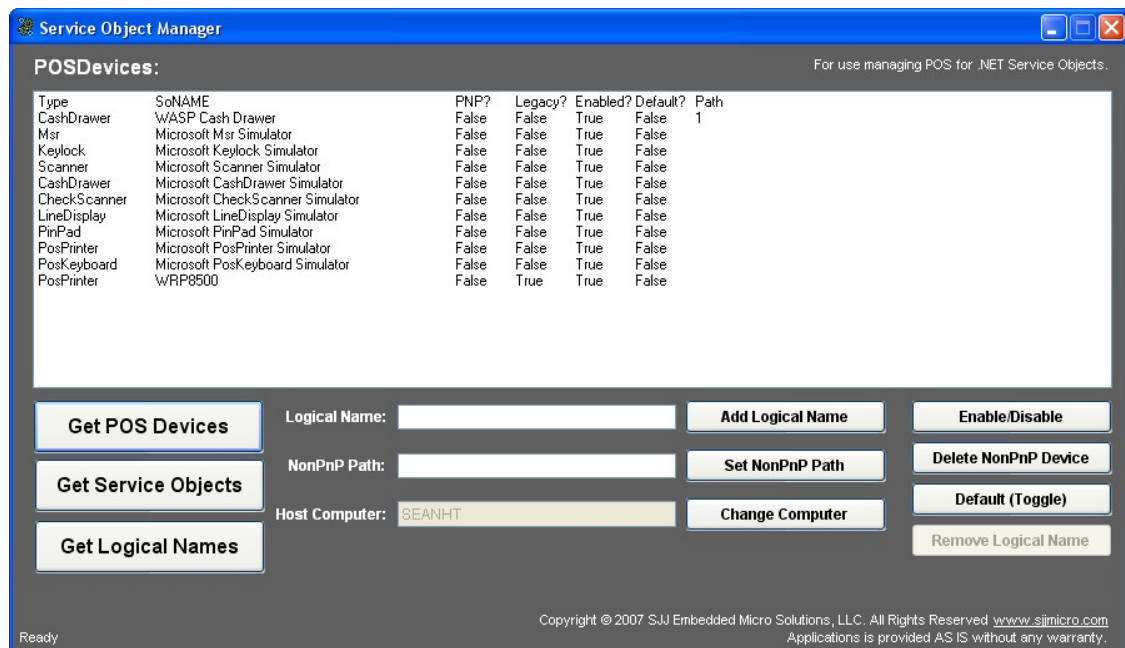 Service Object Manager
POSDevices:
For use managing POS for .NET Service Objects.
Type SoNAME PNP? Legacy? Enabled? Default? Path
CashDrawer WASP Cash Drawer False False True False 1
Msr Microsoft Msr Simulator False False True False
Keylock Microsoft Keylock Simulator False False True False
Scanner Microsoft Scanner Simulator False False True False
CashDrawer Microsoft CashDrawer Simulator False False True False
CheckScanner Microsoft CheckScanner Simulator False False True False
LineDisplay Microsoft LineDisplay Simulator False False True False
PinPad Microsoft PinPad Simulator False False True False
PosPrinter Microsoft PosPrinter Simulator False False True False
PosKeyboard Microsoft PosKeyboard Simulator False False True False
PosPrinter WRP8500 False True True False
Get POS Devices
Logical Name:
Add Logical Name
Enable/Disable
NonPnP Path:
Set NonPnP Path
Delete NonPnP Device
Get Service Objects
Default (Toggle)
Host Computer: SEANHT
Change Computer
Get Logical Names
Remove Logical Name
Copyright © 2007 SJJ Embedded Micro Solutions, LLC. All Rights Reserved www.sjjmicro.com
Ready
Applications is provided AS IS without any warranty.